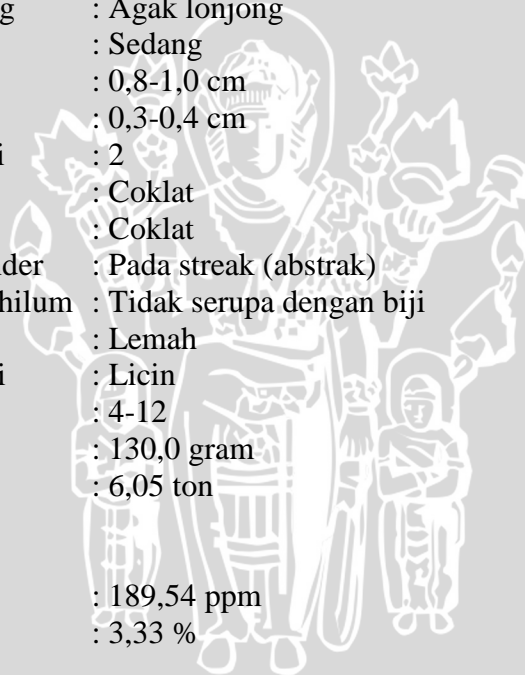 g : Agak lonjong
: Sedang
: 0,8-1,0 cm
: 0,3-0,4 cm
i : 2
: Coklat
: Coklat
der : Pada streak (abstrak)
hilum : Tidak serupa dengan biji
: Lemah
i : Licin
: 4-12
: 130,0 gram
: 6,05 ton
: 189,54 ppm
: 3,33 %